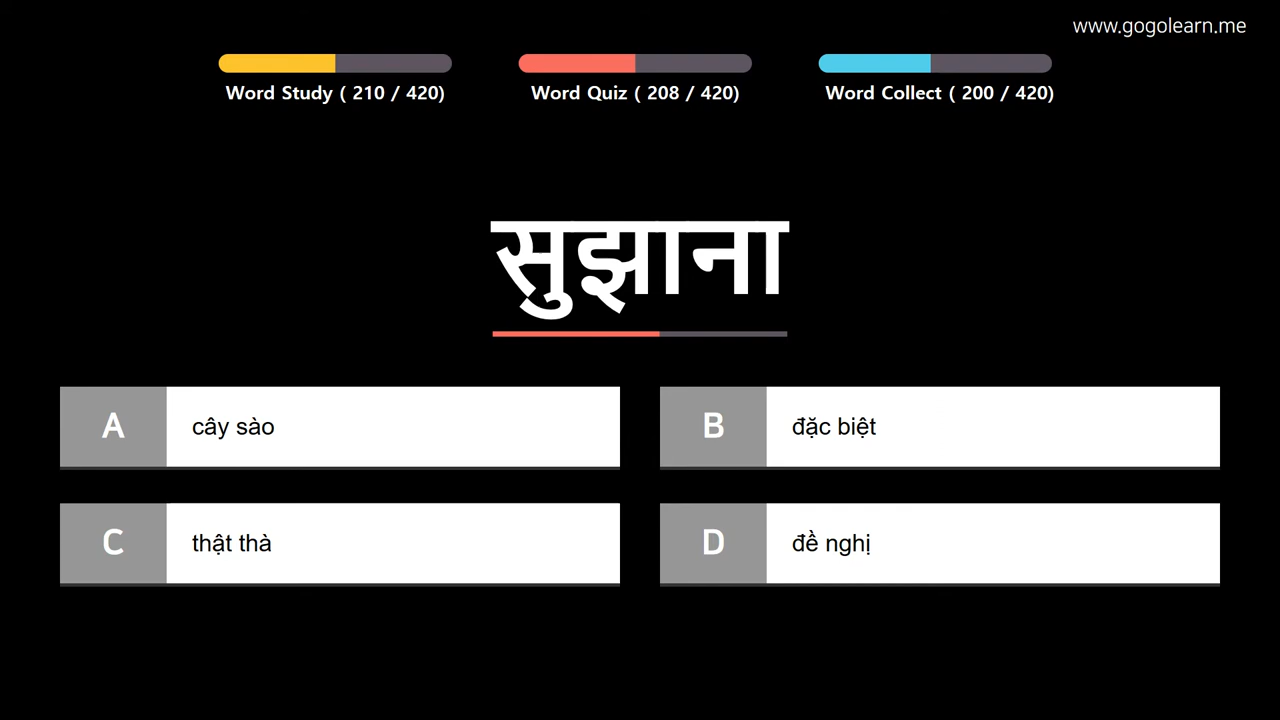 www.gogolearn.me
Word Study ( 210 / 420)
Word Quiz ( 208 / 420)
Word Collect ( 200 / 420)
सुझाना
A
cây sào
B
đặc biệt
C
thật thà
D
đề nghị